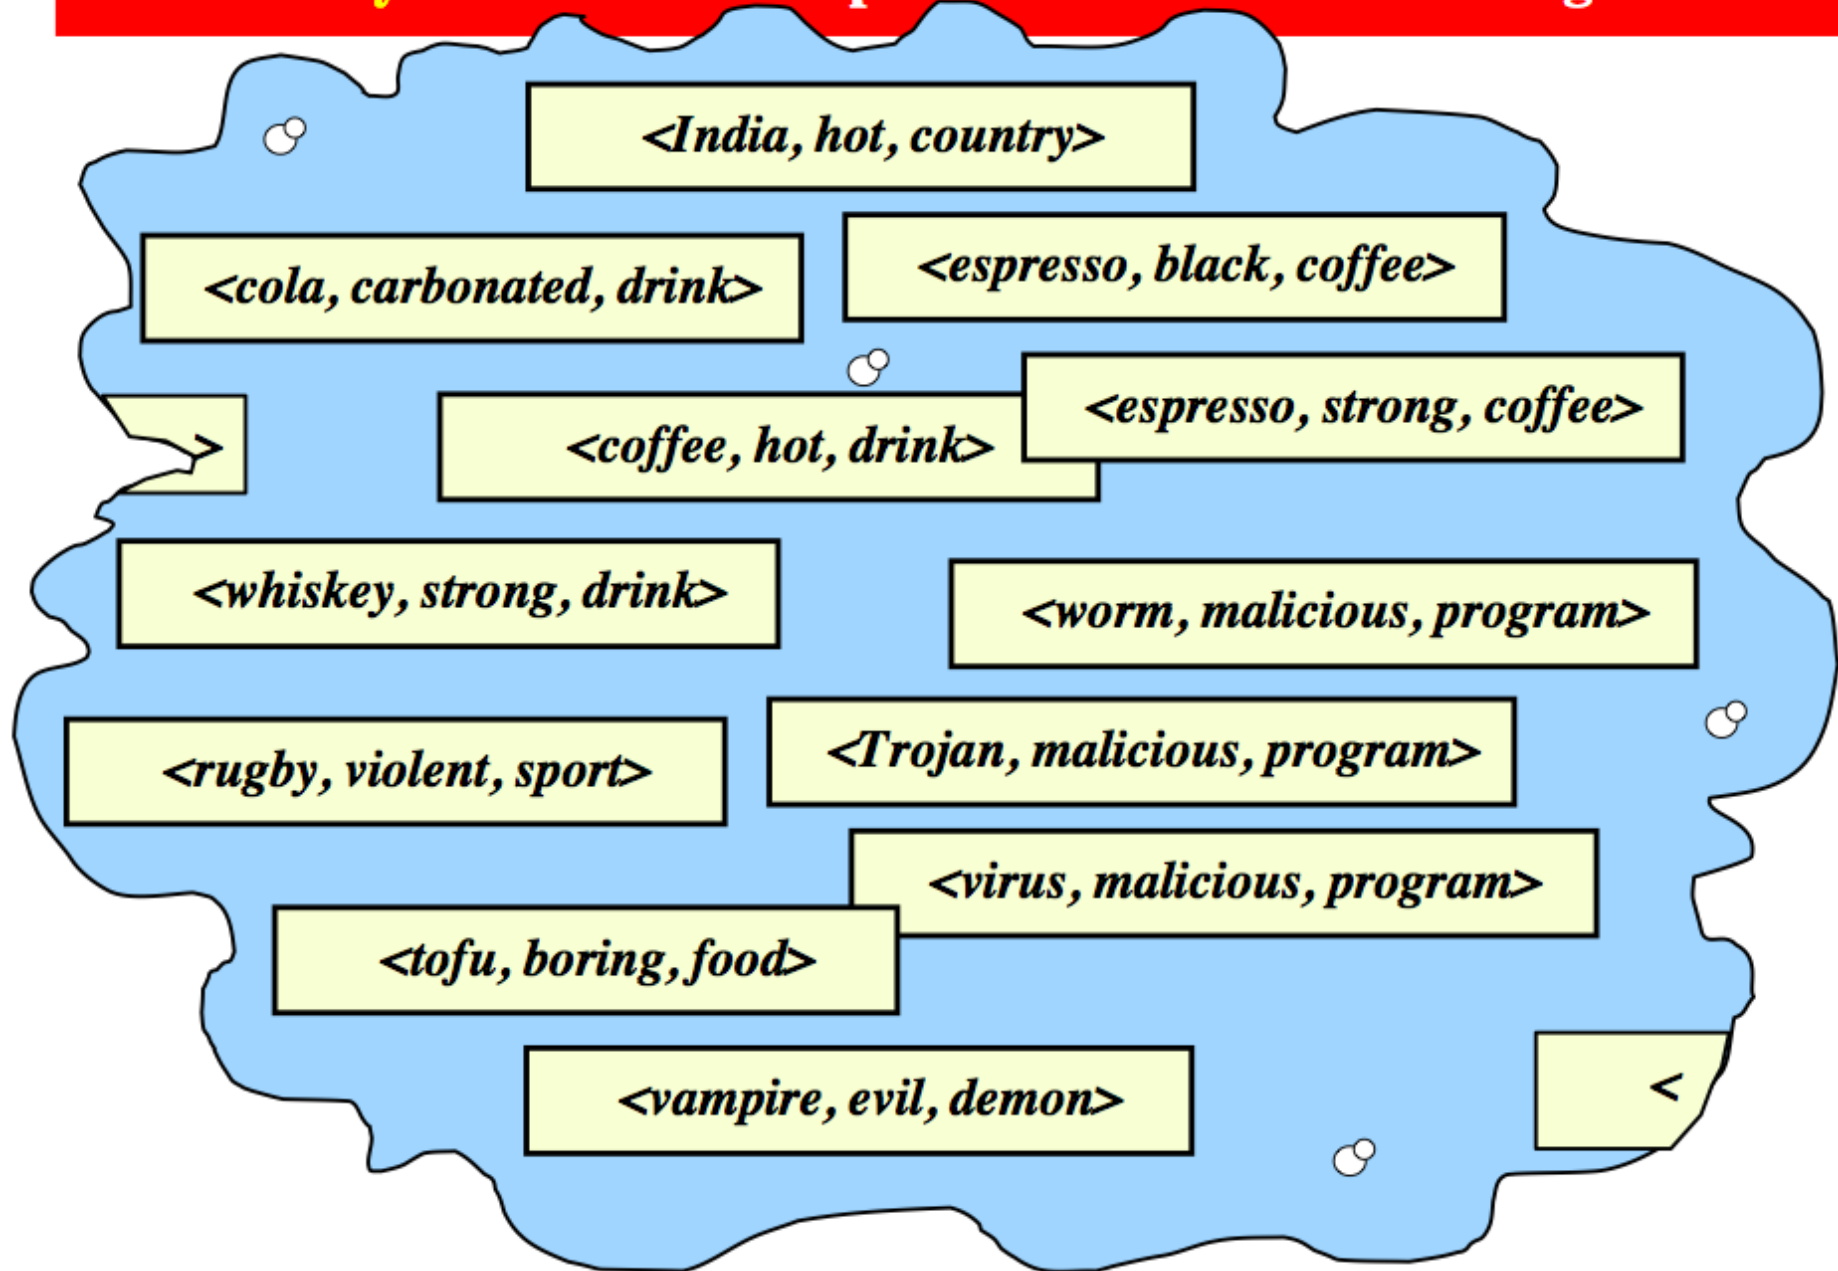 <India, hot, country>
<espresso, black, coffee>
<cola, carbonated, drink>
<espresso, strong, coffee>
<coffee, hot, drink>
>
<whiskey, strong, drink>
<worm, malicious, program>
<Trojan, malicious, program>
<rugby, violent, sport>
<virus, malicious, program>
<tofu, boring, food>
<vampire, evil, demon>
<